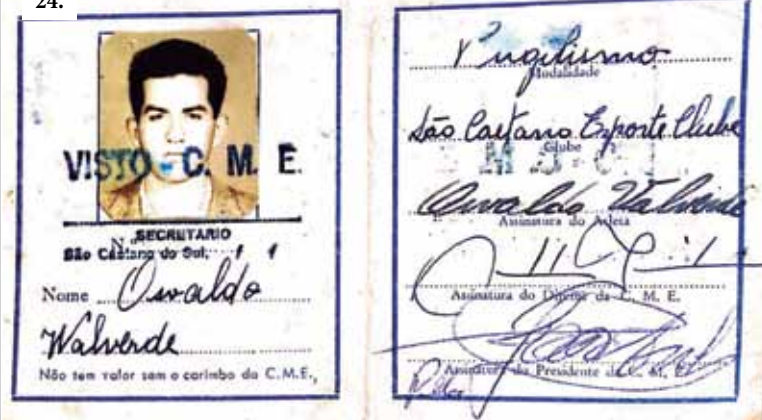 24.
VISTO - C. M. E.
SECRETARIO
São Caetano do Sul,
Nome Osvaldo
Walverde
Não tem valor sem o carimbo da C.M.E.,
Pugilismo
Modalidade
São Caetano Esporte Clube
Clube
Osvaldo Valverde
Assinatura do Atleta
Assinatura do Diretor da C. M. E.
Assinatura do Presidente da C. M. E.